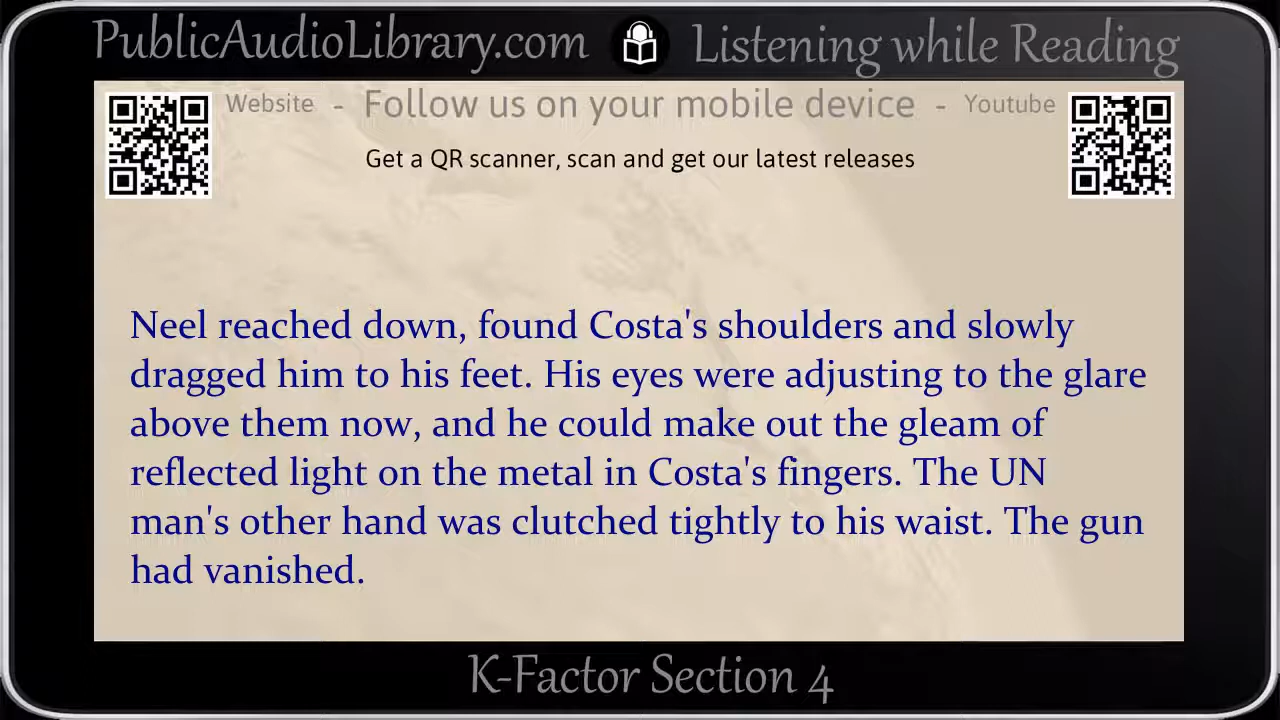 PublicAudioLibrary.com Listening while Reading
Website - Follow us on your mobile device - Youtube
Get a QR scanner, scan and get our latest releases
Neel reached down, found Costa's shoulders and slowly
dragged him to his feet. His eyes were adjusting to the glare
above them now, and he could make out the gleam of
reflected light on the metal in Costa's fingers. The UN
man's other hand was clutched tightly to his waist. The gun
had vanished.
K-Factor Section 4